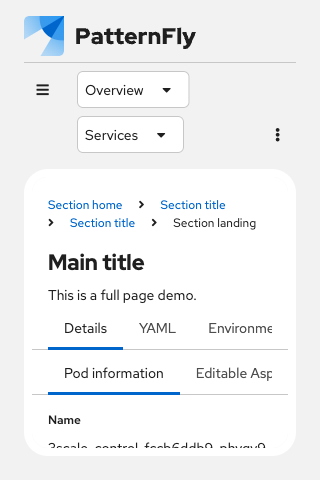 PatternFly
Overview
Services
Section home > Section title
> Section title > Section landing
Main title
This is a full page demo.
Details YAML Environme
Pod information Editable Asp
Name